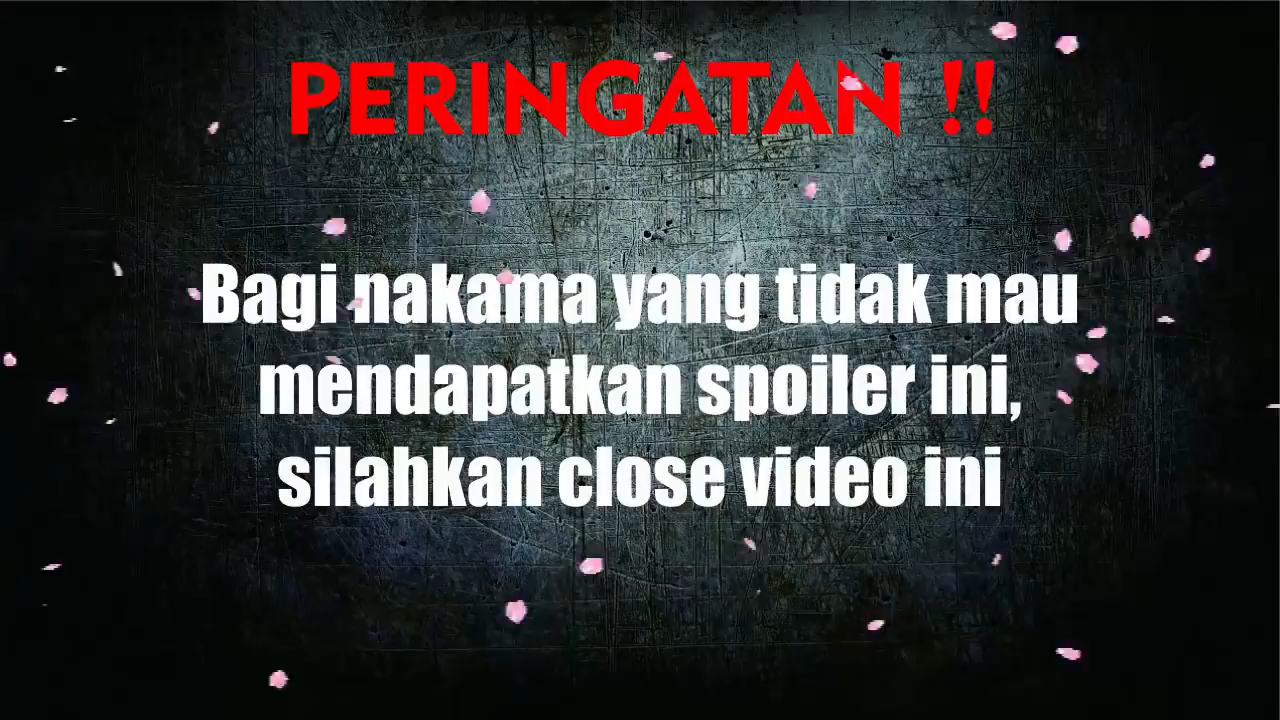 PERINGATAN !!
Bagi nakama yang tidak mau
mendapatkan spoiler ini,
silahkan close video ini